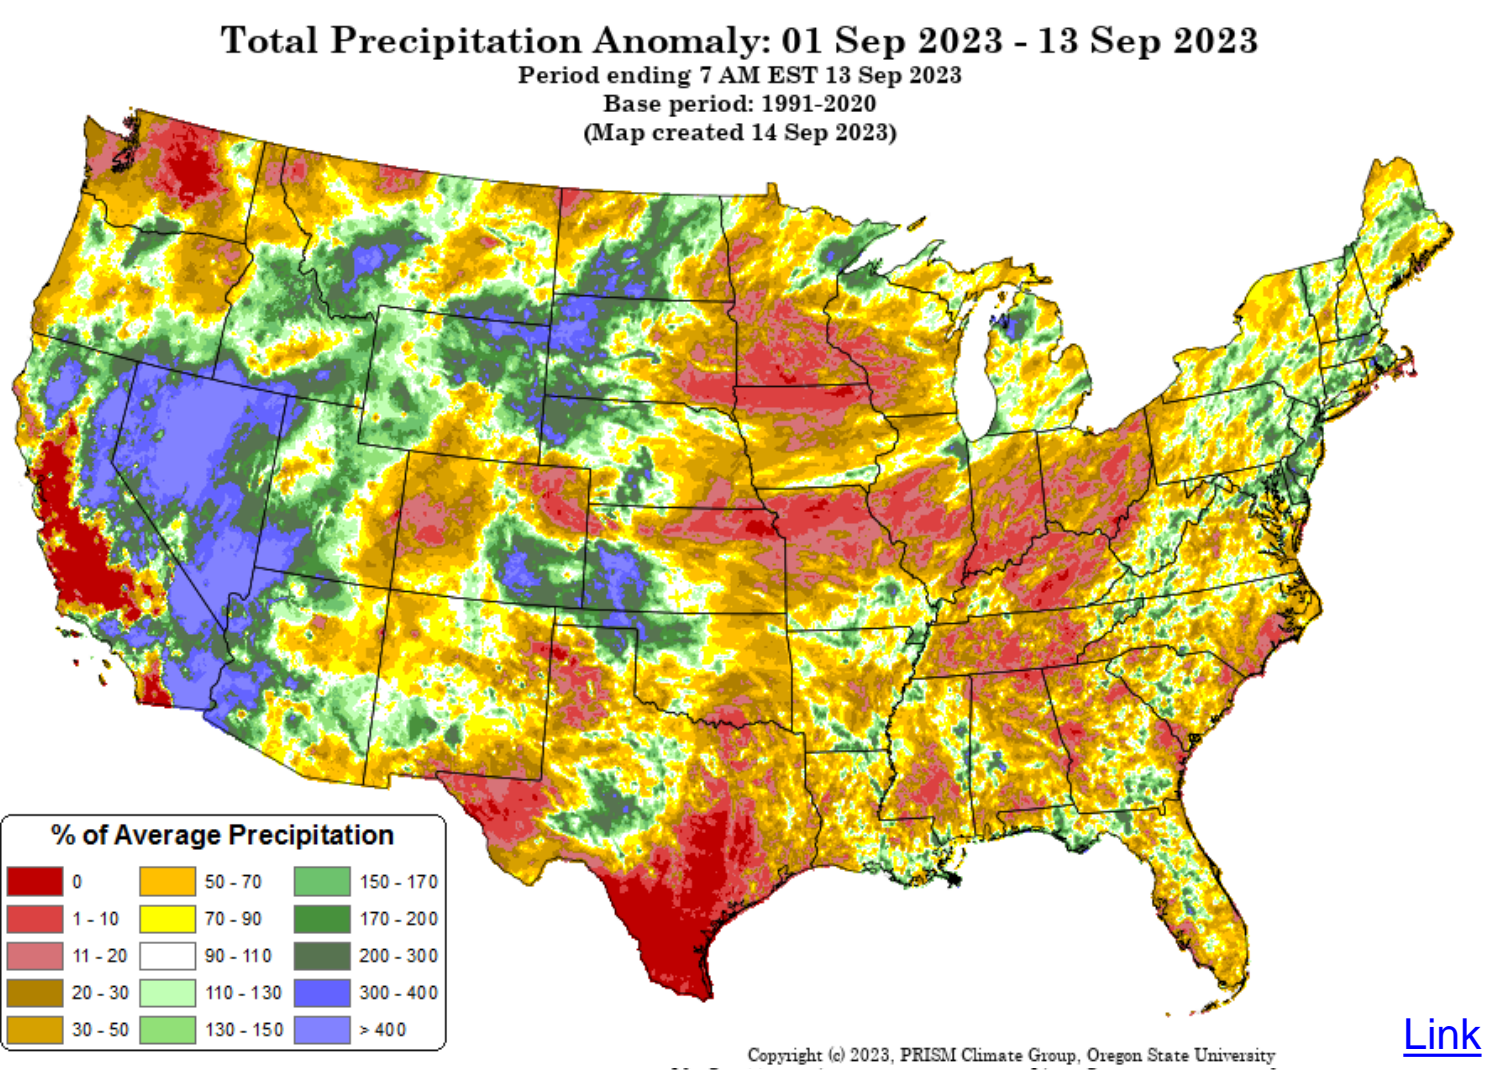 Total Precipitation Anomaly: 01 Sep 2023 - 13 Sep 2023
Period ending 7 AM EST 13 Sep 2023
Base period: 1991-2020
(Map created 14 Sep 2023)
% of Average Precipitation
0 50 - 70 150 - 170
1 - 10 70 - 90 170 - 200
11 - 20 90 - 110 200 - 300
20 - 30 110 - 130 300 - 400
30 - 50 130 - 150 > 400
Link
Copyright (c) 2023, PRISM Climate Group, Oregon State University